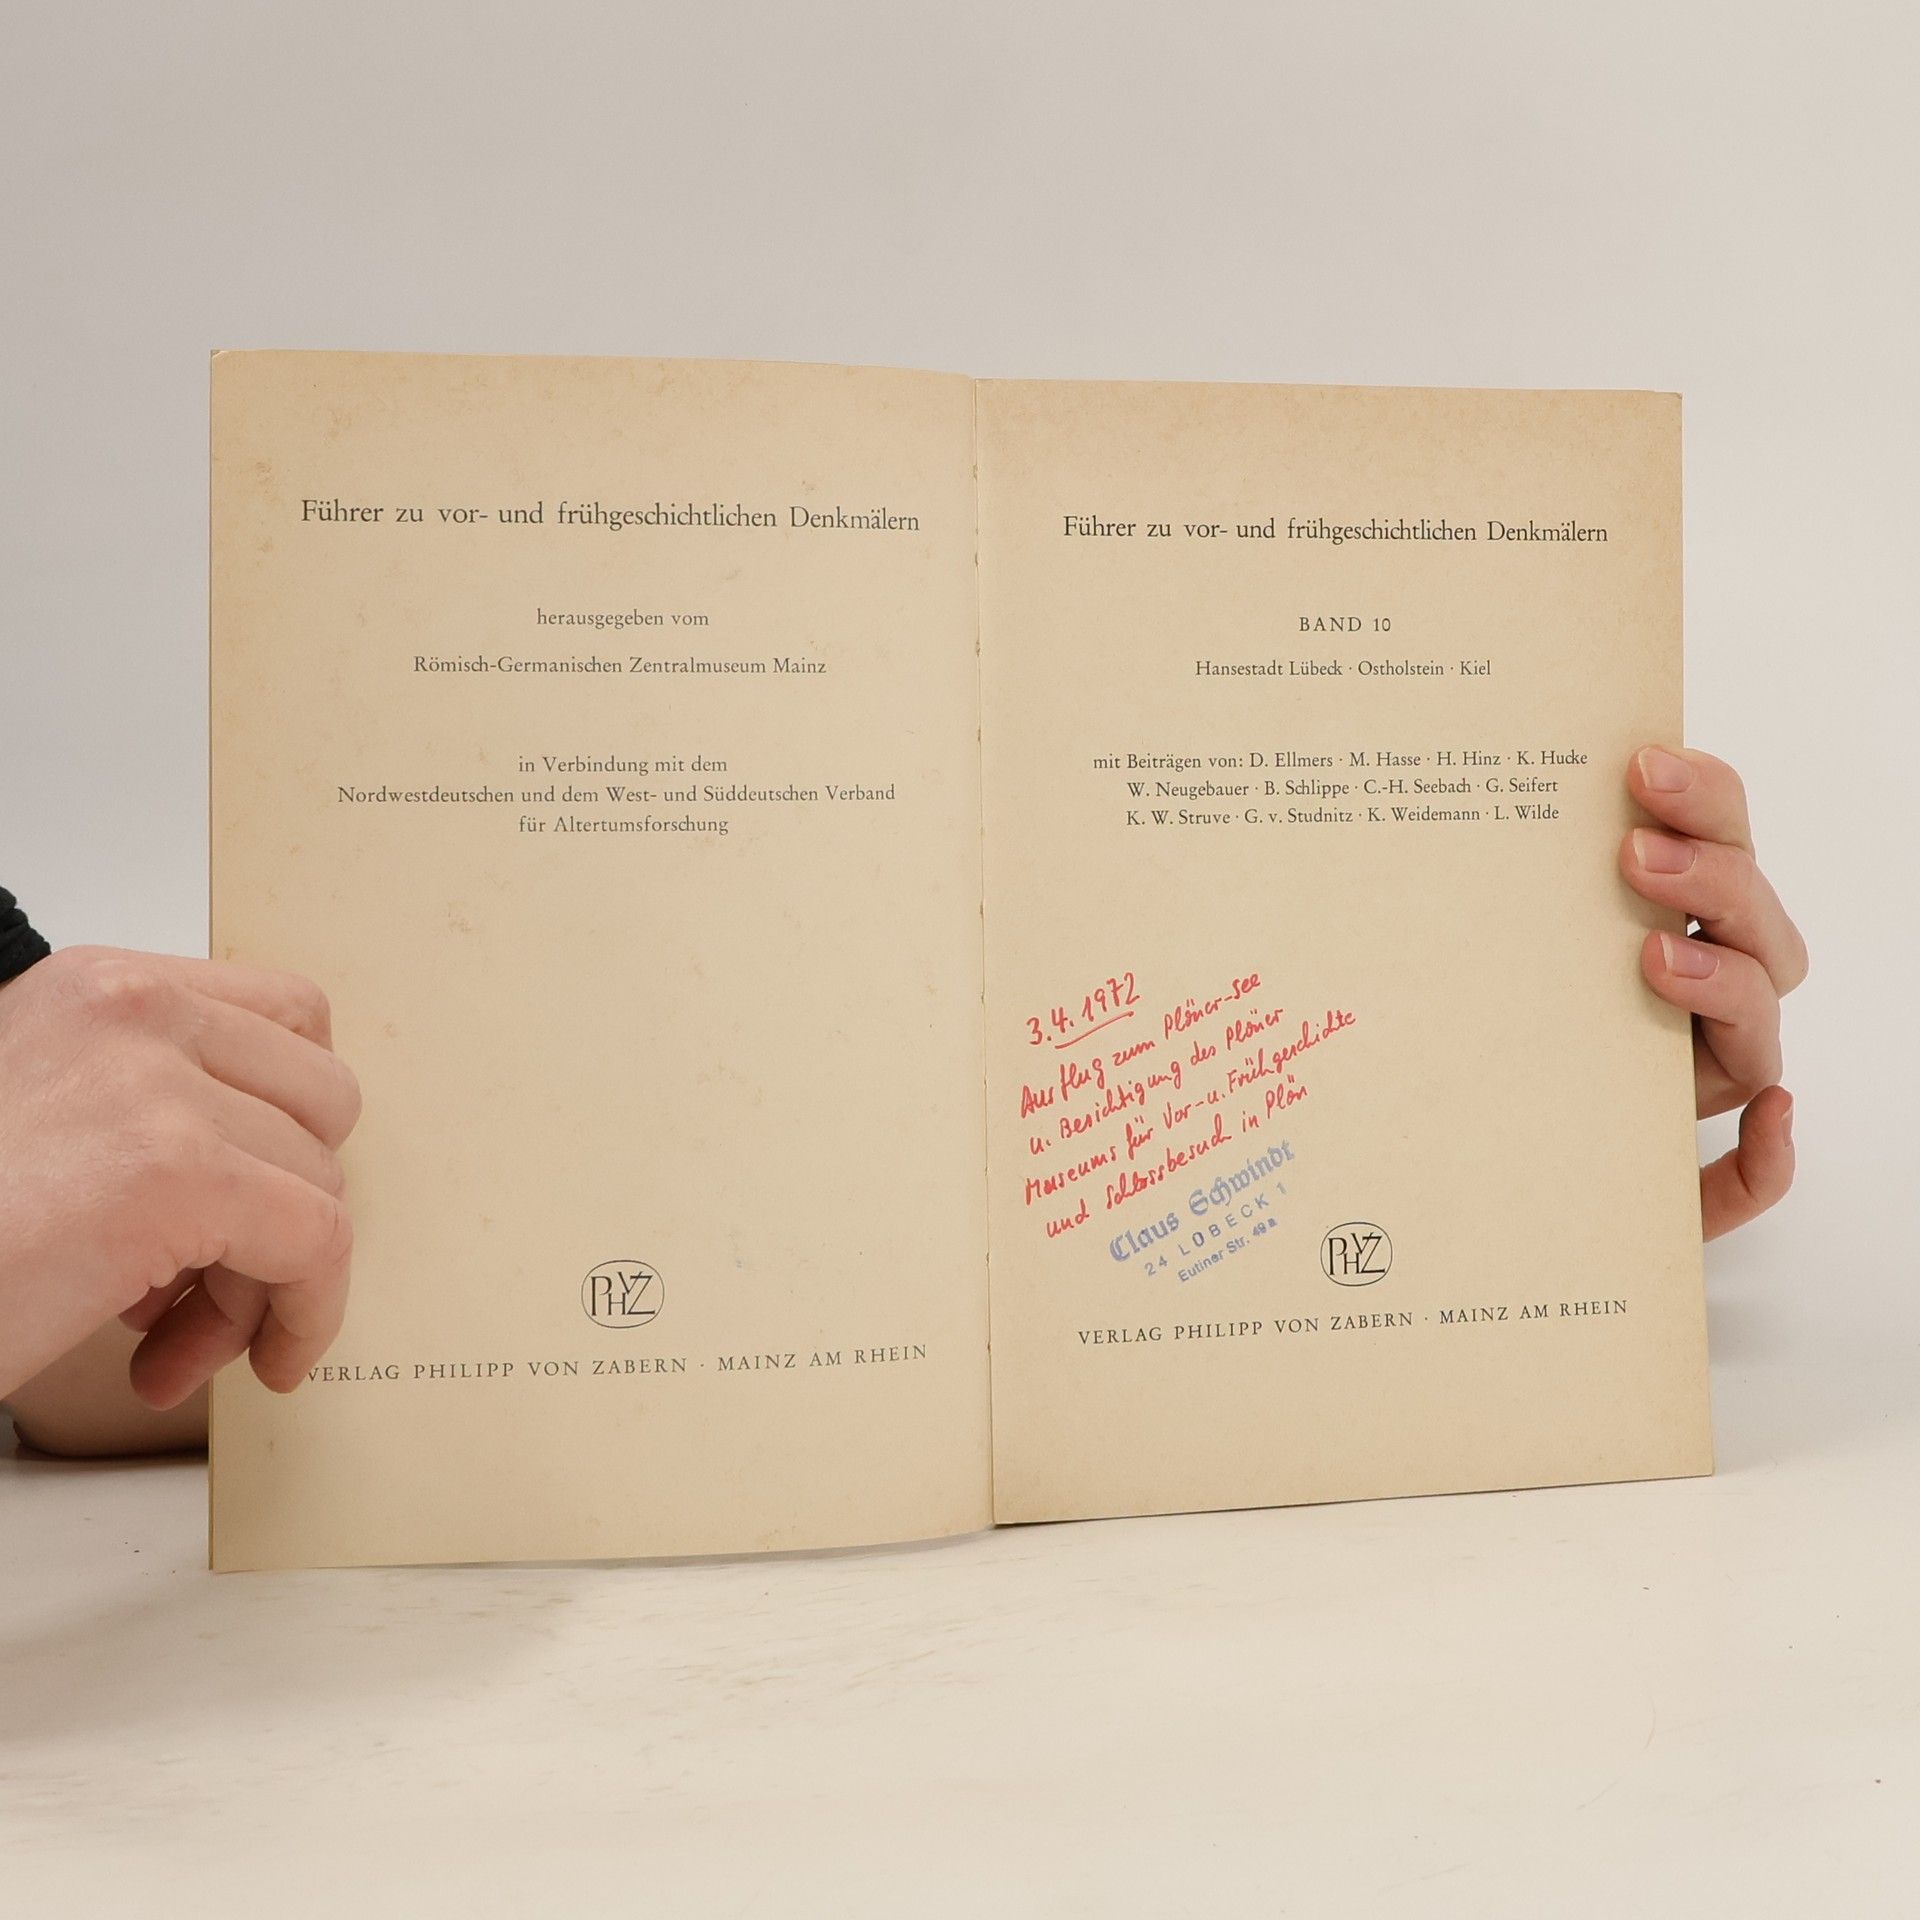 Führer zu vor- und frühgeschichtlichen Denkmälern
herausgegeben vom
Römisch-Germanischen Zentralmuseum Mainz
in Verbindung mit dem
Nordwestdeutschen und dem West- und Süddeutschen Verband
für Altertumsforschung
PHVZ
VERLAG PHILIPP VON ZABERN · MAINZ AM RHEIN
Führer zu vor- und frühgeschichtlichen Denkmälern
BAND 10
Hansestadt Lübeck · Ostholstein · Kiel
mit Beiträgen von: D. Ellmers · M. Hasse · H. Hinz · K. Hucke
W. Neugebauer · B. Schlippe · C.-H. Seebach · G. Seifert
K. W. Struve · G. v. Studnitz · K. Weidemann · L. Wilde
3.4.1972
Ausflug zum Plöner-See
u. Besichtigung des Plöner
Museums für Vor- u. Frühgeschichte
und Schlossbesuch in Plön
Claus Schwindt
24 LÜBECK 1
Eutiner Str. 49a
PHVZ
VERLAG PHILIPP VON ZABERN · MAINZ AM RHEIN